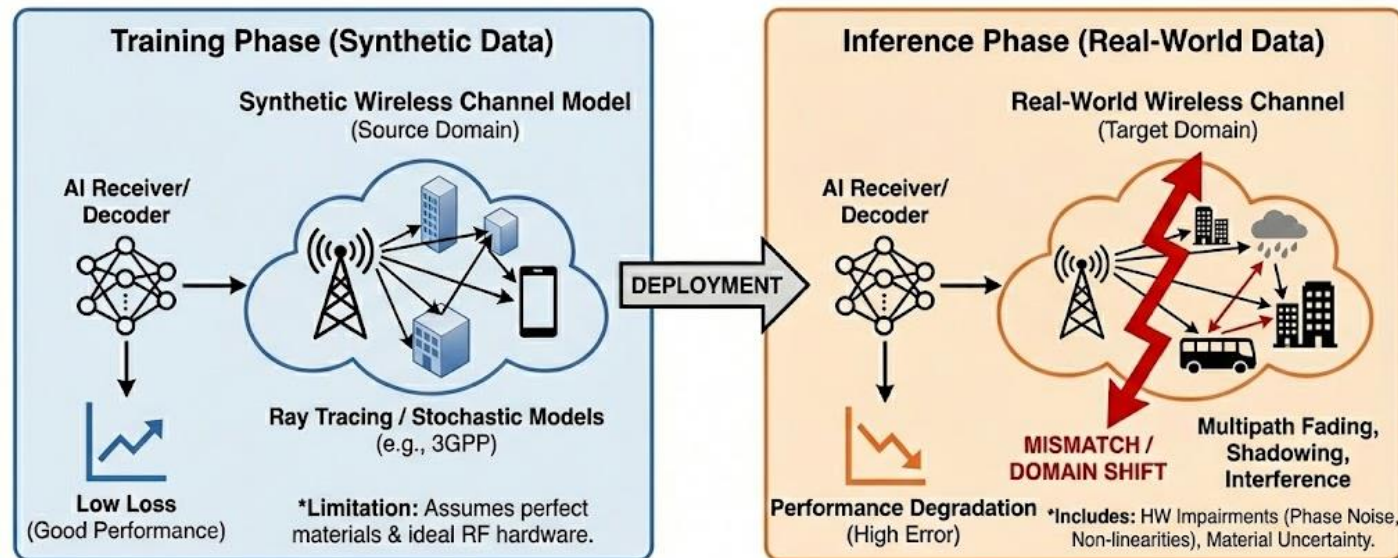 Training Phase (Synthetic Data)
Synthetic Wireless Channel Model
(Source Domain)
AI Receiver/
Decoder
Ray Tracing / Stochastic Models
(e.g., 3GPP)
Low Loss
(Good Performance)
*Limitation: Assumes perfect
materials & ideal RF hardware.
DEPLOYMENT
Inference Phase (Real-World Data)
Real-World Wireless Channel
(Target Domain)
AI Receiver/
Decoder
MISMATCH /
DOMAIN SHIFT
Multipath Fading,
Shadowing,
Interference
Performance Degradation
(High Error)
*Includes: HW Impairments (Phase Noise,
Non-linearities), Material Uncertainty.